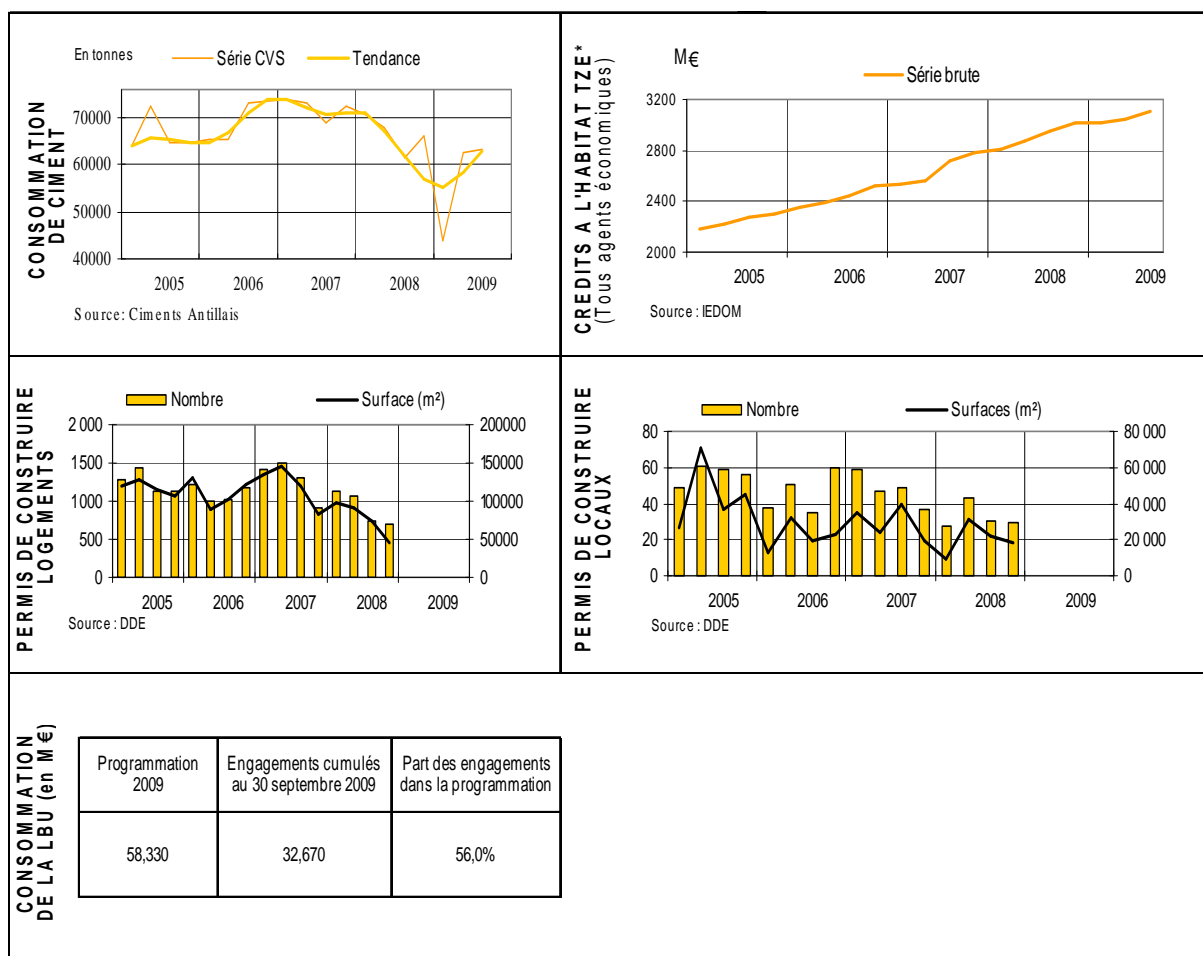 CONSOMMATION
DE CIMENT
En tonnes
Série CVS
Tendance
70000
60000
50000
40000
2005
2006
2007
2008
2009
Source: Ciments Antillais
CREDITS A L'HABITAT TZE*
(Tous agents économiques)
M€
Série brute
3200
2800
2400
2000
2005
2006
2007
2008
2009
Source : IEDOM
PERMIS DE CONSTRUIRE
LOGEMENTS
Nombre
Surface (m²)
2 000
1500
1000
500
0
200000
150000
100000
50000
0
2005
2006
2007
2008
2009
Source : DDE
PERMIS DE CONSTRUIRE
LOCAUX
Nombre
Surfaces (m²)
80
60
40
20
0
80 000
60 000
40 000
20 000
0
2005
2006
2007
2008
2009
Source : DDE
CONSOMMATION
DE LA LBU (en M €)
Programmation
2009
Engagements cumulés
au 30 septembre 2009
Part des engagements
dans la programmation
58,330
32,670
56,0%